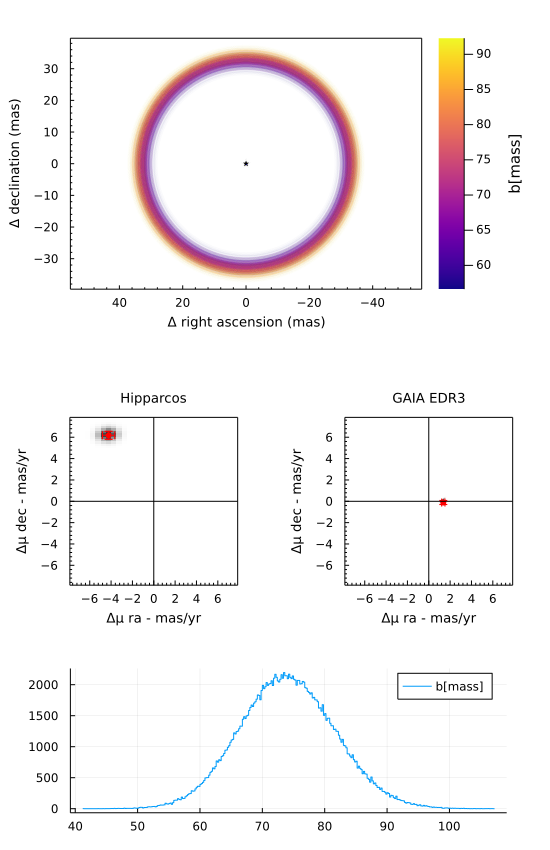 30
20
10
0
−10
−20
−30
Δ declination (mas)
40 20 0 −20 −40
Δ right ascension (mas)
90
85
80
75
70
65
60
b[mass]
Hipparcos
6
4
2
0
−2
−4
−6
Δμ dec - mas/yr
−6 −4 −2 0 2 4 6
Δμ ra - mas/yr
GAIA EDR3
6
4
2
0
−2
−4
−6
Δμ dec - mas/yr
−6 −4 −2 0 2 4 6
Δμ ra - mas/yr
b[mass]
2000
1500
1000
500
0
40 50 60 70 80 90 100